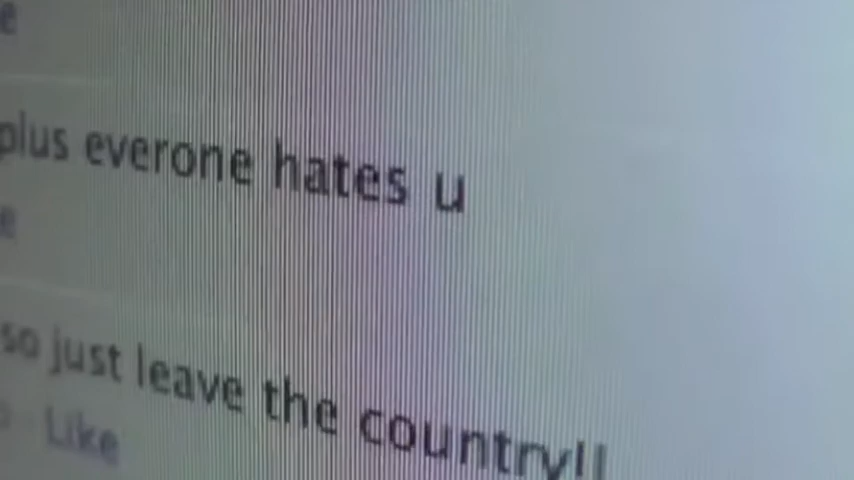 e
plus everone hates u
e
so just leave the country!!
Like